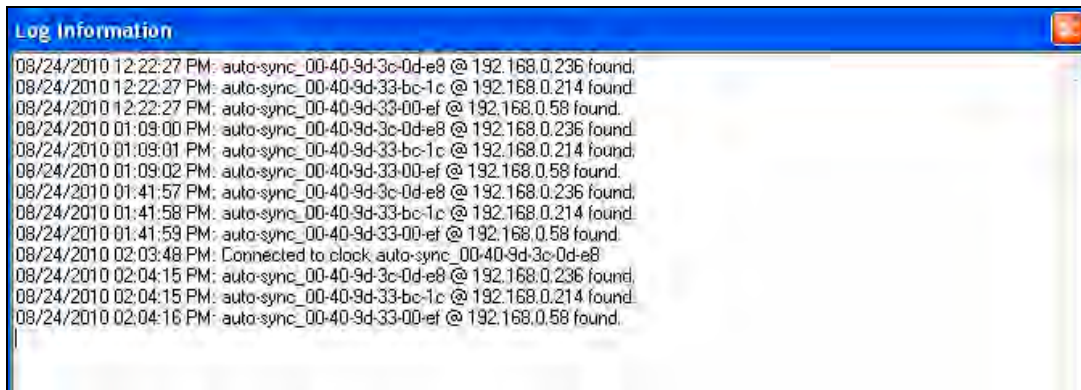 Log Information
08/24/2010 12:22:27 PM: auto-sync_00-40-9d-3c-0d-e8 @ 192.168.0.236 found.
08/24/2010 12:22:27 PM: auto-sync_00-40-9d-33-bc-1c @ 192.168.0.214 found.
08/24/2010 12:22:27 PM: auto-sync_00-40-9d-33-00-ef @ 192.168.0.58 found.
08/24/2010 01:09:00 PM: auto-sync_00-40-9d-3c-0d-e8 @ 192.168.0.236 found.
08/24/2010 01:09:01 PM: auto-sync_00-40-9d-33-bc-1c @ 192.168.0.214 found.
08/24/2010 01:09:02 PM: auto-sync_00-40-9d-33-00-ef @ 192.168.0.58 found.
08/24/2010 01:41:57 PM: auto-sync_00-40-9d-3c-0d-e8 @ 192.168.0.236 found.
08/24/2010 01:41:58 PM: auto-sync_00-40-9d-33-bc-1c @ 192.168.0.214 found.
08/24/2010 01:41:59 PM: auto-sync_00-40-9d-33-00-ef @ 192.168.0.58 found.
08/24/2010 02:03:48 PM: Connected to clock auto-sync_00-40-9d-3c-0d-e8
08/24/2010 02:04:15 PM: auto-sync_00-40-9d-3c-0d-e8 @ 192.168.0.236 found.
08/24/2010 02:04:15 PM: auto-sync_00-40-9d-33-bc-1c @ 192.168.0.214 found.
08/24/2010 02:04:16 PM: auto-sync_00-40-9d-33-00-ef @ 192.168.0.58 found.